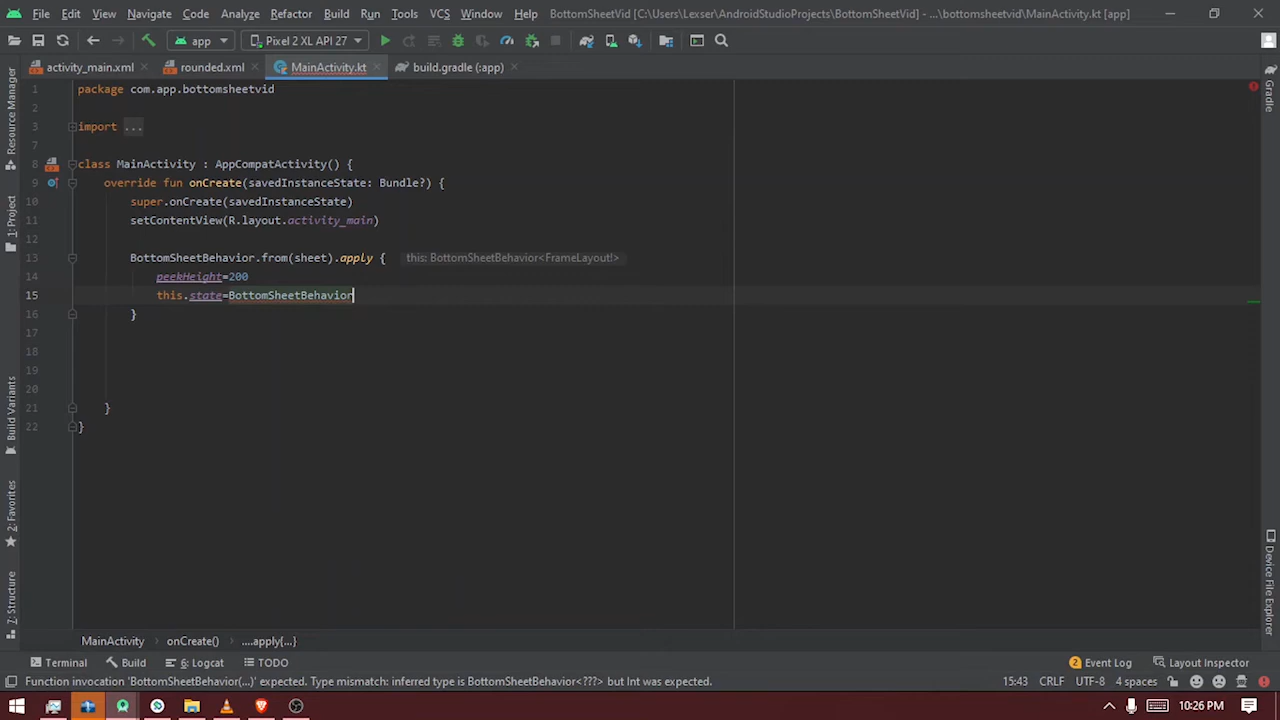 File Edit View Navigate Code Analyze Refactor Build Run Tools VCS Window Help BottomSheetVid [C:\Users\Lexser\AndroidStudioProjects\BottomSheetVid] - ...\bottomsheetvid\MainActivity.kt [app]
app Pixel 2 XL API 27
activity_main.xml rounded.xml MainActivity.kt build.gradle (:app)
1 package com.app.bottomsheetvid
2
3 import ...
7
8 class MainActivity : AppCompatActivity() {
9 override fun onCreate(savedInstanceState: Bundle?) {
10 super.onCreate(savedInstanceState)
11 setContentView(R.layout.activity_main)
12
13 BottomSheetBehavior.from(sheet).apply { this: BottomSheetBehavior<FrameLayout!>
14 peekHeight=200
15 this.state=BottomSheetBehavior
16 }
17
18
19
20
21 }
22 }
Resource Manager
1: Project
Build Variants
2: Favorites
7: Structure
Gradle
Device File Explorer
MainActivity onCreate() ....apply{...}
Terminal Build 6: Logcat TODO 2 Event Log Layout Inspector
Function invocation 'BottomSheetBehavior(...)' expected. Type mismatch: inferred type is BottomSheetBehavior<???> but Int was expected. 15:43 CRLF UTF-8 4 spaces
10:26 PM